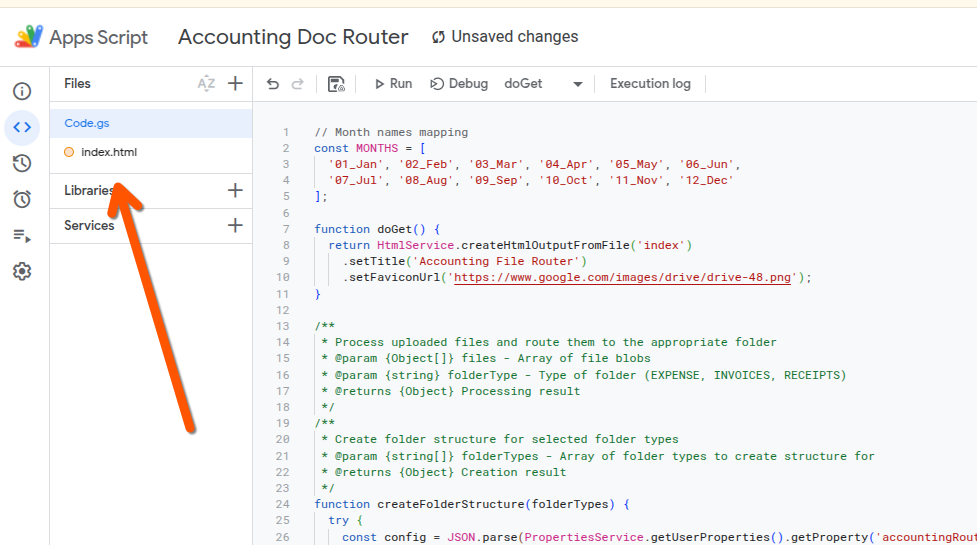 Apps Script Accounting Doc Router Unsaved changes
Files AZ Run Debug doGet Execution log
Code.gs
index.html
Libraries
Services
1 // Month names mapping
2 const MONTHS = [
3 '01_Jan', '02_Feb', '03_Mar', '04_Apr', '05_May', '06_Jun',
4 '07_Jul', '08_Aug', '09_Sep', '10_Oct', '11_Nov', '12_Dec'
5 ];
6
7 function doGet() {
8 return HtmlService.createHtmlOutputFromFile('index')
9 .setTitle('Accounting File Router')
10 .setFaviconUrl('https://www.google.com/images/drive/drive-48.png');
11 }
12
13 /**
14 * Process uploaded files and route them to the appropriate folder
15 * @param {Object[]} files - Array of file blobs
16 * @param {string} folderType - Type of folder (EXPENSE, INVOICES, RECEIPTS)
17 * @returns {Object} Processing result
18 */
19 /**
20 * Create folder structure for selected folder types
21 * @param {string[]} folderTypes - Array of folder types to create structure for
22 * @returns {Object} Creation result
23 */
24 function createFolderStructure(folderTypes) {
25 try {
26 const config = JSON.parse(PropertiesService.getUserProperties().getProperty('accountingRou